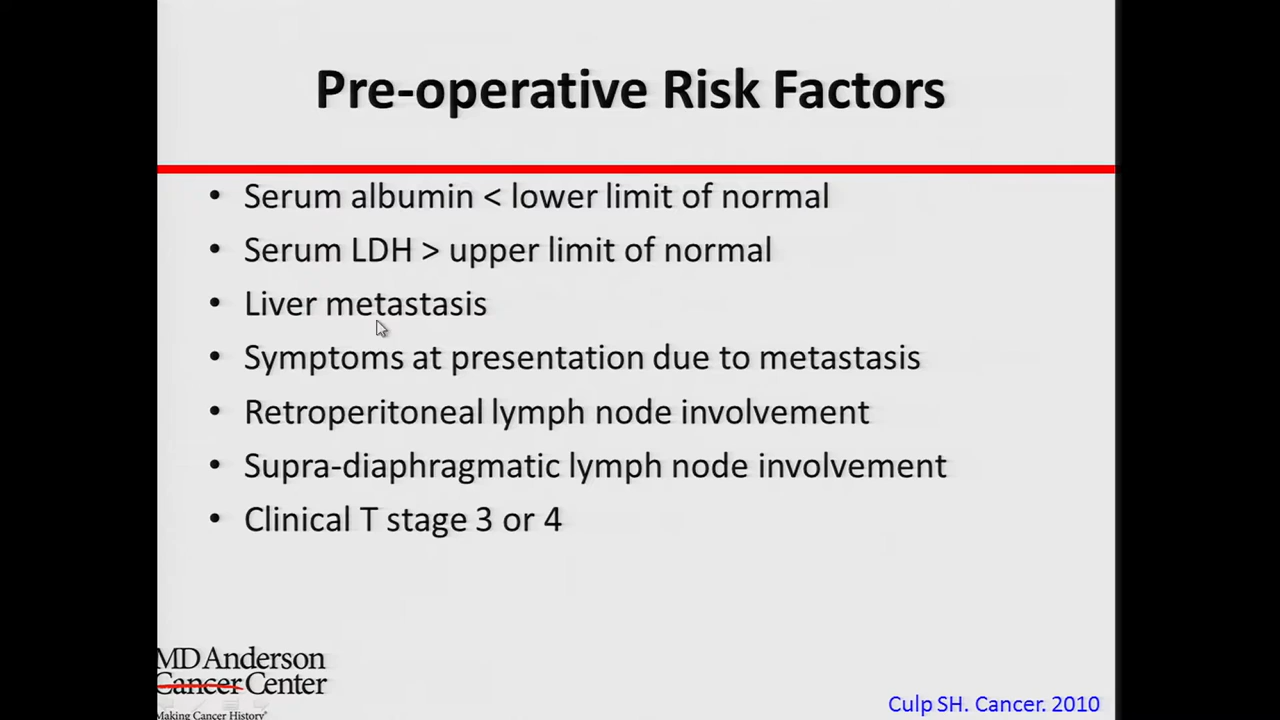 Pre-operative Risk Factors
• Serum albumin < lower limit of normal
• Serum LDH > upper limit of normal
• Liver metastasis
• Symptoms at presentation due to metastasis
• Retroperitoneal lymph node involvement
• Supra-diaphragmatic lymph node involvement
• Clinical T stage 3 or 4
MD Anderson
Cancer Center
Making Cancer History®
Culp SH. Cancer. 2010